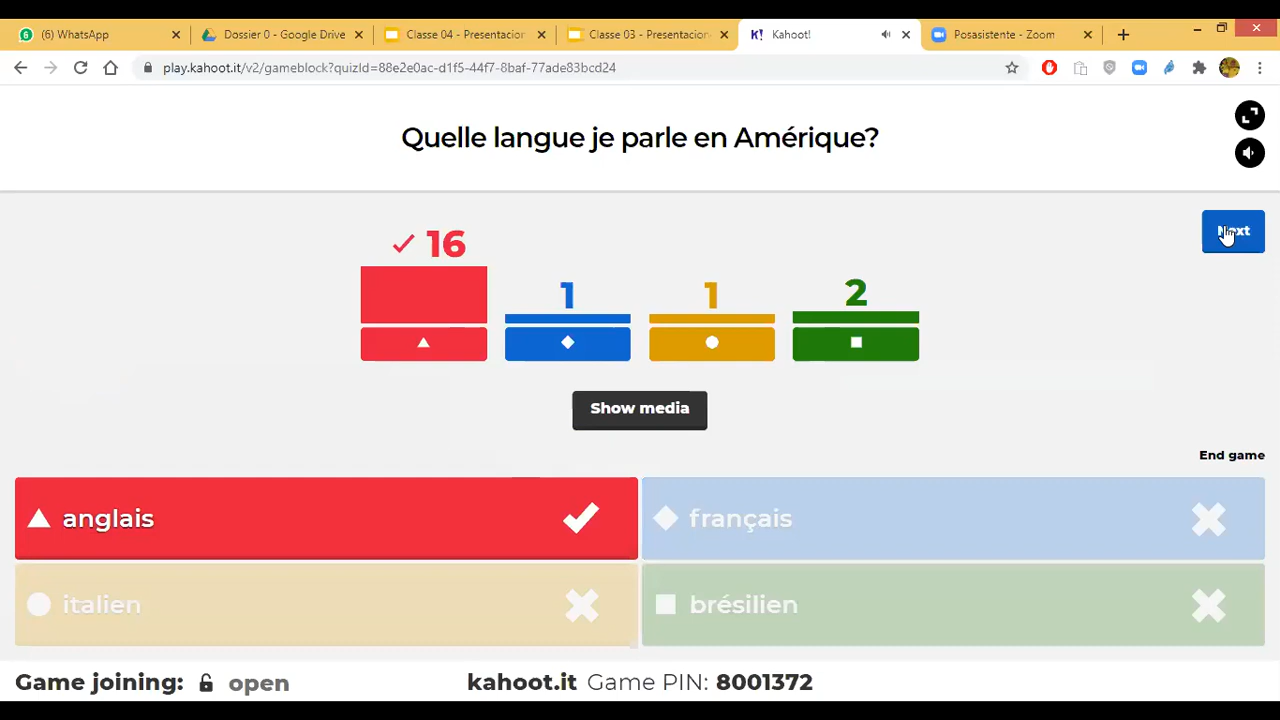 (6) WhatsApp
Dossier 0 - Google Drive
Classe 04 - Presentacion
Classe 03 - Presentacion
K! Kahoot!
Posasistente - Zoom
play.kahoot.it/v2/gameblock?quizId=88e2e0ac-d1f5-44f7-8baf-77ade83bcd24
Quelle langue je parle en Amérique?
Next
16
1
1
2
Show media
End game
anglais
français
italien
brésilien
Game joining: open
kahoot.it Game PIN: 8001372